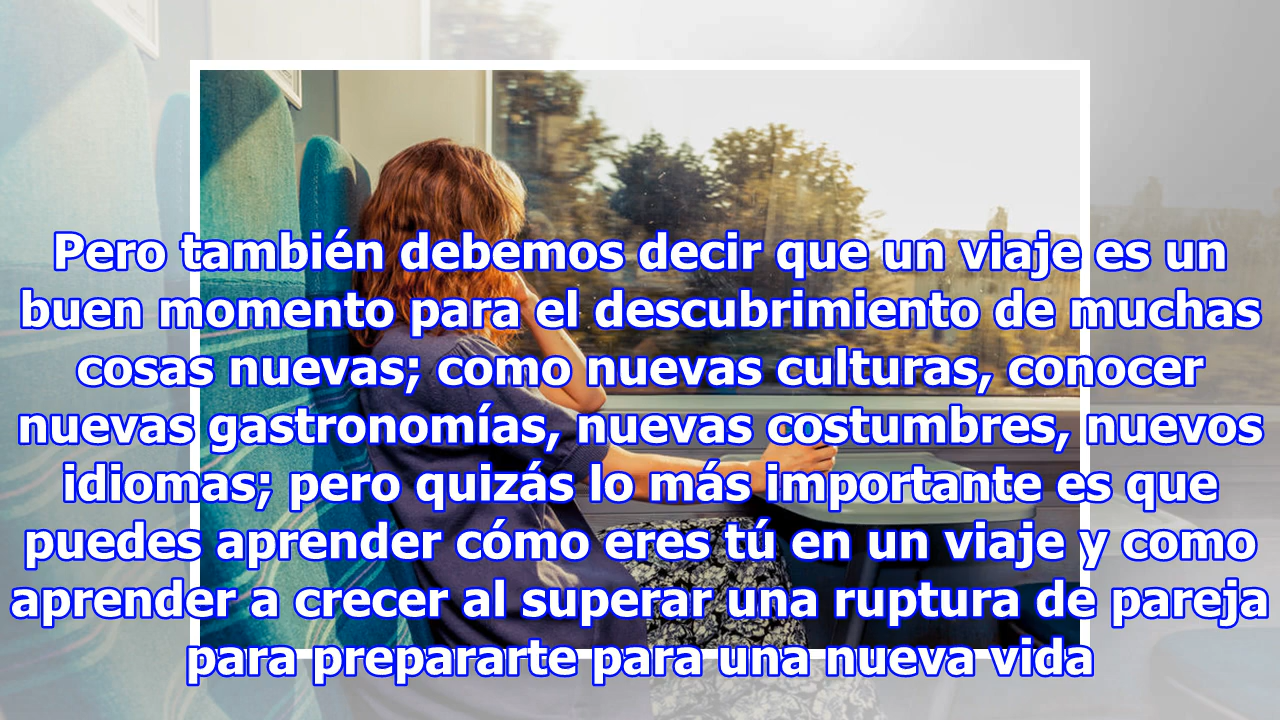 Pero también debemos decir que un viaje es un
buen momento para el descubrimiento de muchas
cosas nuevas; como nuevas culturas, conocer
nuevas gastronomías, nuevas costumbres, nuevos
idiomas; pero quizás lo más importante es que
puedes aprender cómo eres tú en un viaje y como
aprender a crecer al superar una ruptura de pareja
para prepararte para una nueva vida